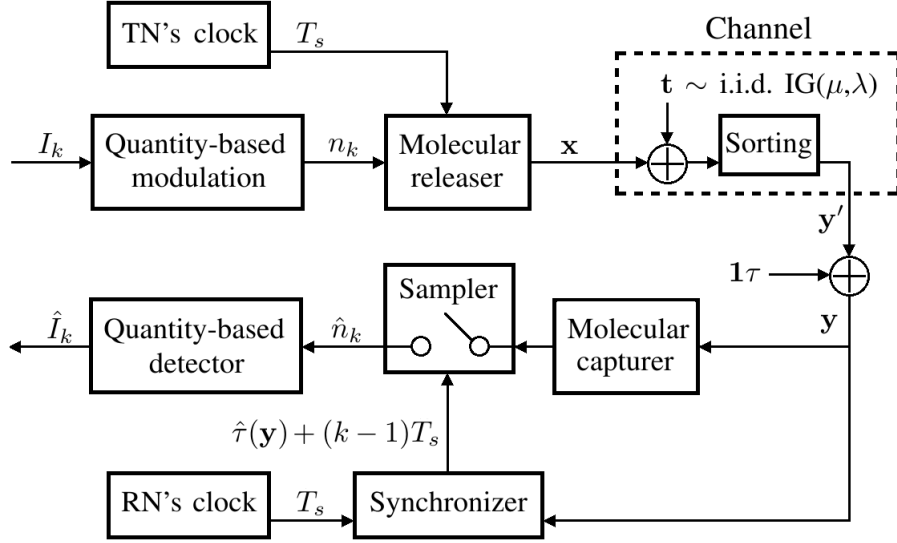 Channel
TN's clock
T_s
t ∼ i.i.d. IG(μ,λ)
Sorting
I_k
Quantity-based
modulation
n_k
Molecular
releaser
x
y′
1τ
y
Î_k
Quantity-based
detector
n̂_k
Sampler
Molecular
capturer
τ̂(y) + (k − 1)T_s
RN's clock
T_s
Synchronizer